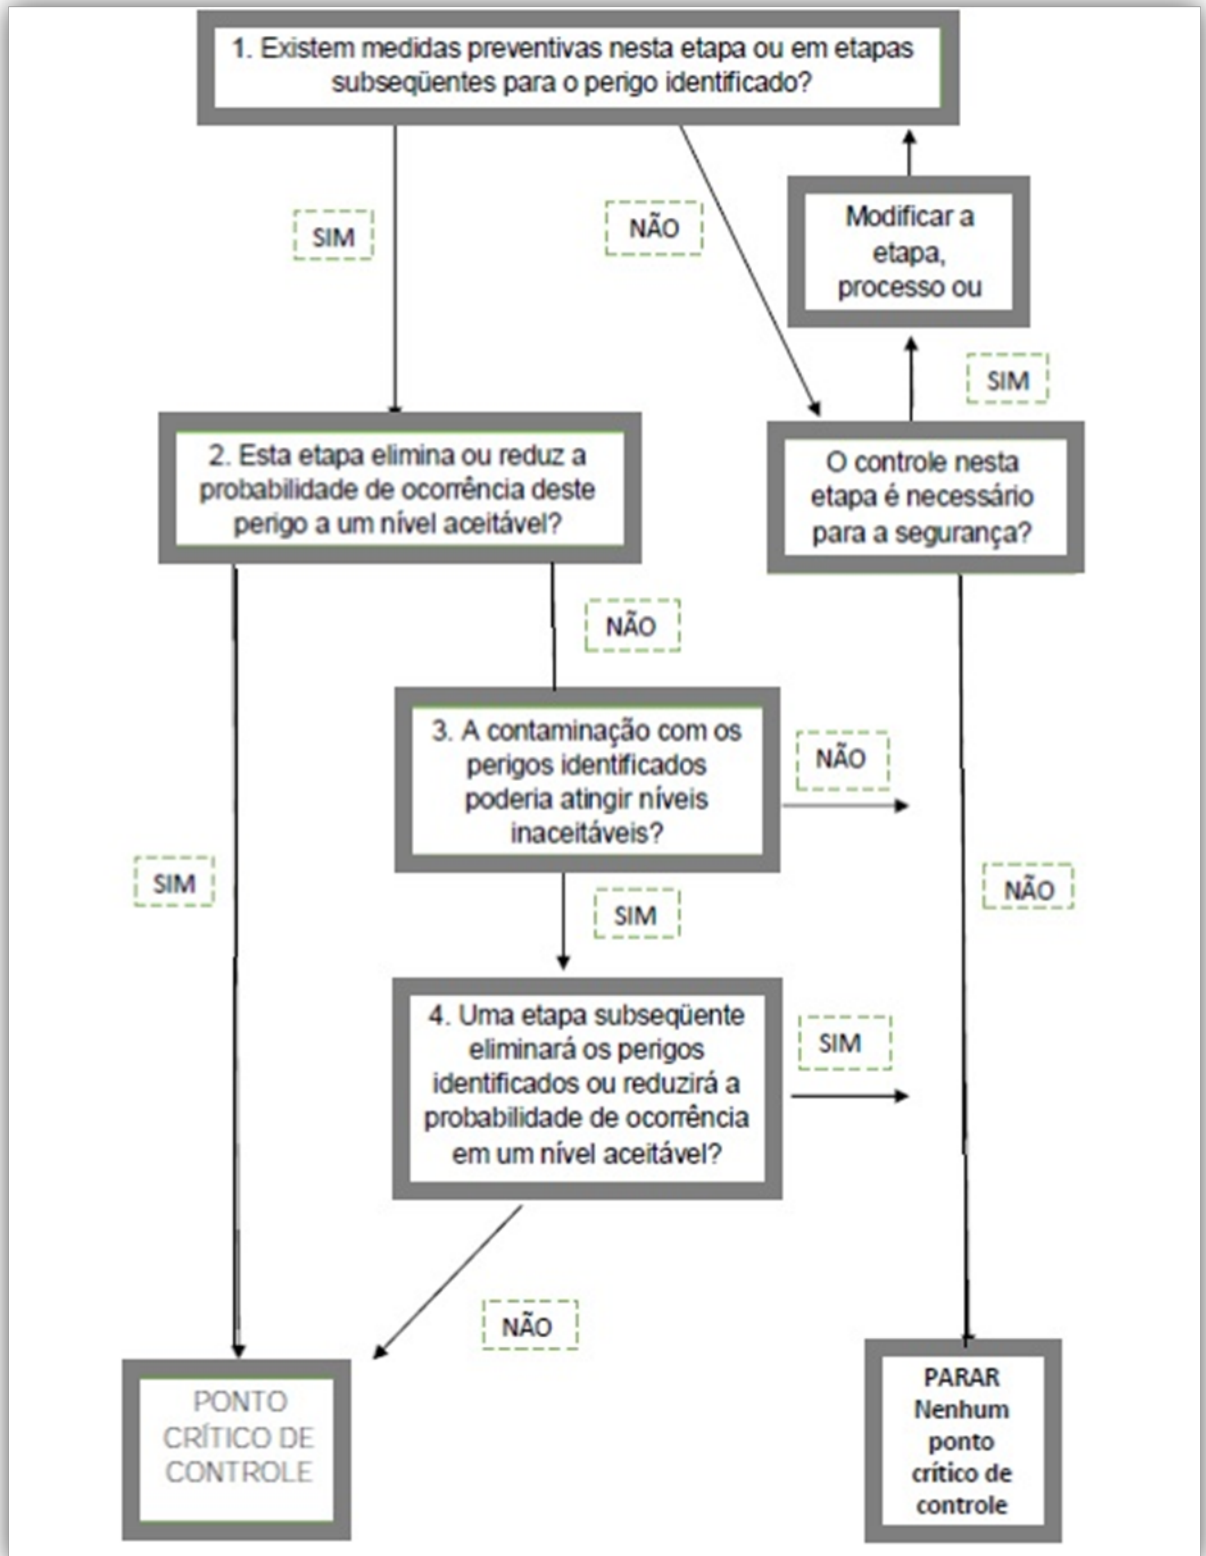 1. Existem medidas preventivas nesta etapa ou em etapas
subseqüentes para o perigo identificado?
SIM
NÃO
Modificar a
etapa,
processo ou
SIM
2. Esta etapa elimina ou reduz a
probabilidade de ocorrência deste
perigo a um nível aceitável?
O controle nesta
etapa é necessário
para a segurança?
NÃO
3. A contaminação com os
perigos identificados
poderia atingir níveis
inaceitáveis?
NÃO
SIM
NÃO
SIM
4. Uma etapa subseqüente
eliminará os perigos
identificados ou reduzirá a
probabilidade de ocorrência
em um nível aceitável?
SIM
NÃO
PONTO
CRÍTICO DE
CONTROLE
PARAR
Nenhum
ponto
crítico de
controle